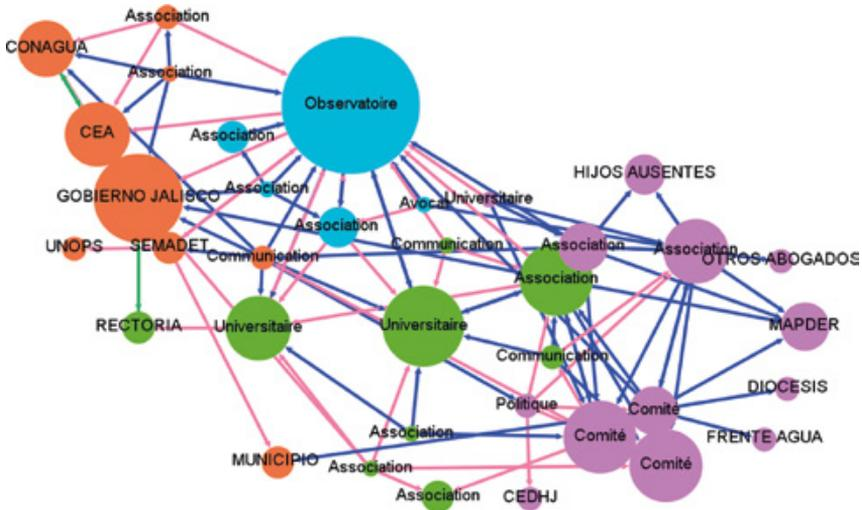 Association
CONAGUA
Association
Observatoire
CEA
Association
HIJOS AUSENTES
Association
GOBIERNO JALISCO
Avocat
Universitaire
Association
UNOPS
SEMADET
Communication
Communication
Association
Association
OTROS ABOGADOS
Association
RECTORIA
Universitaire
Universitaire
MAPDER
Communication
DIOCESIS
Politique
Comité
Association
Comité
FRENTE AGUA
MUNICIPIO
Association
Comité
Association
CEDHJ